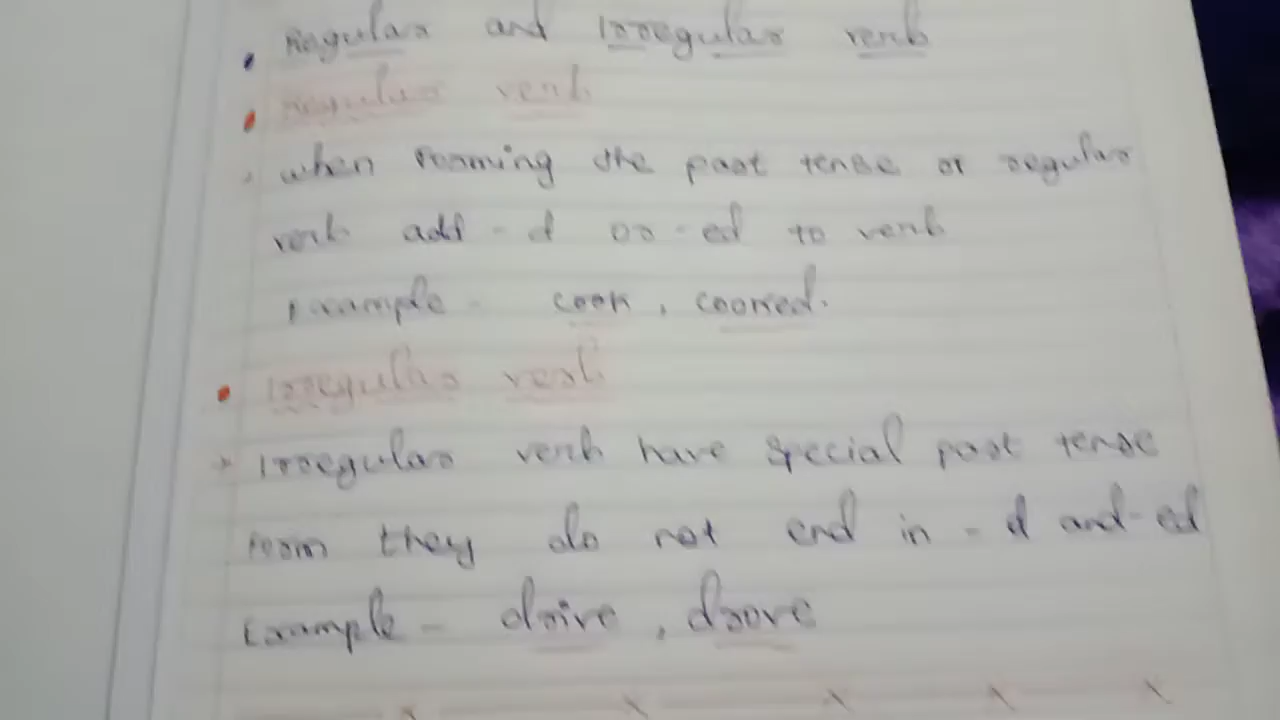 Regular and Irregular verb
Regular verb
when forming the past tense of regular
verb add -d or -ed to verb
Example - cook, cooked.
Irregular verb
Irregular verb have special past tense
form they do not end in -d and -ed
Example - drive, drove